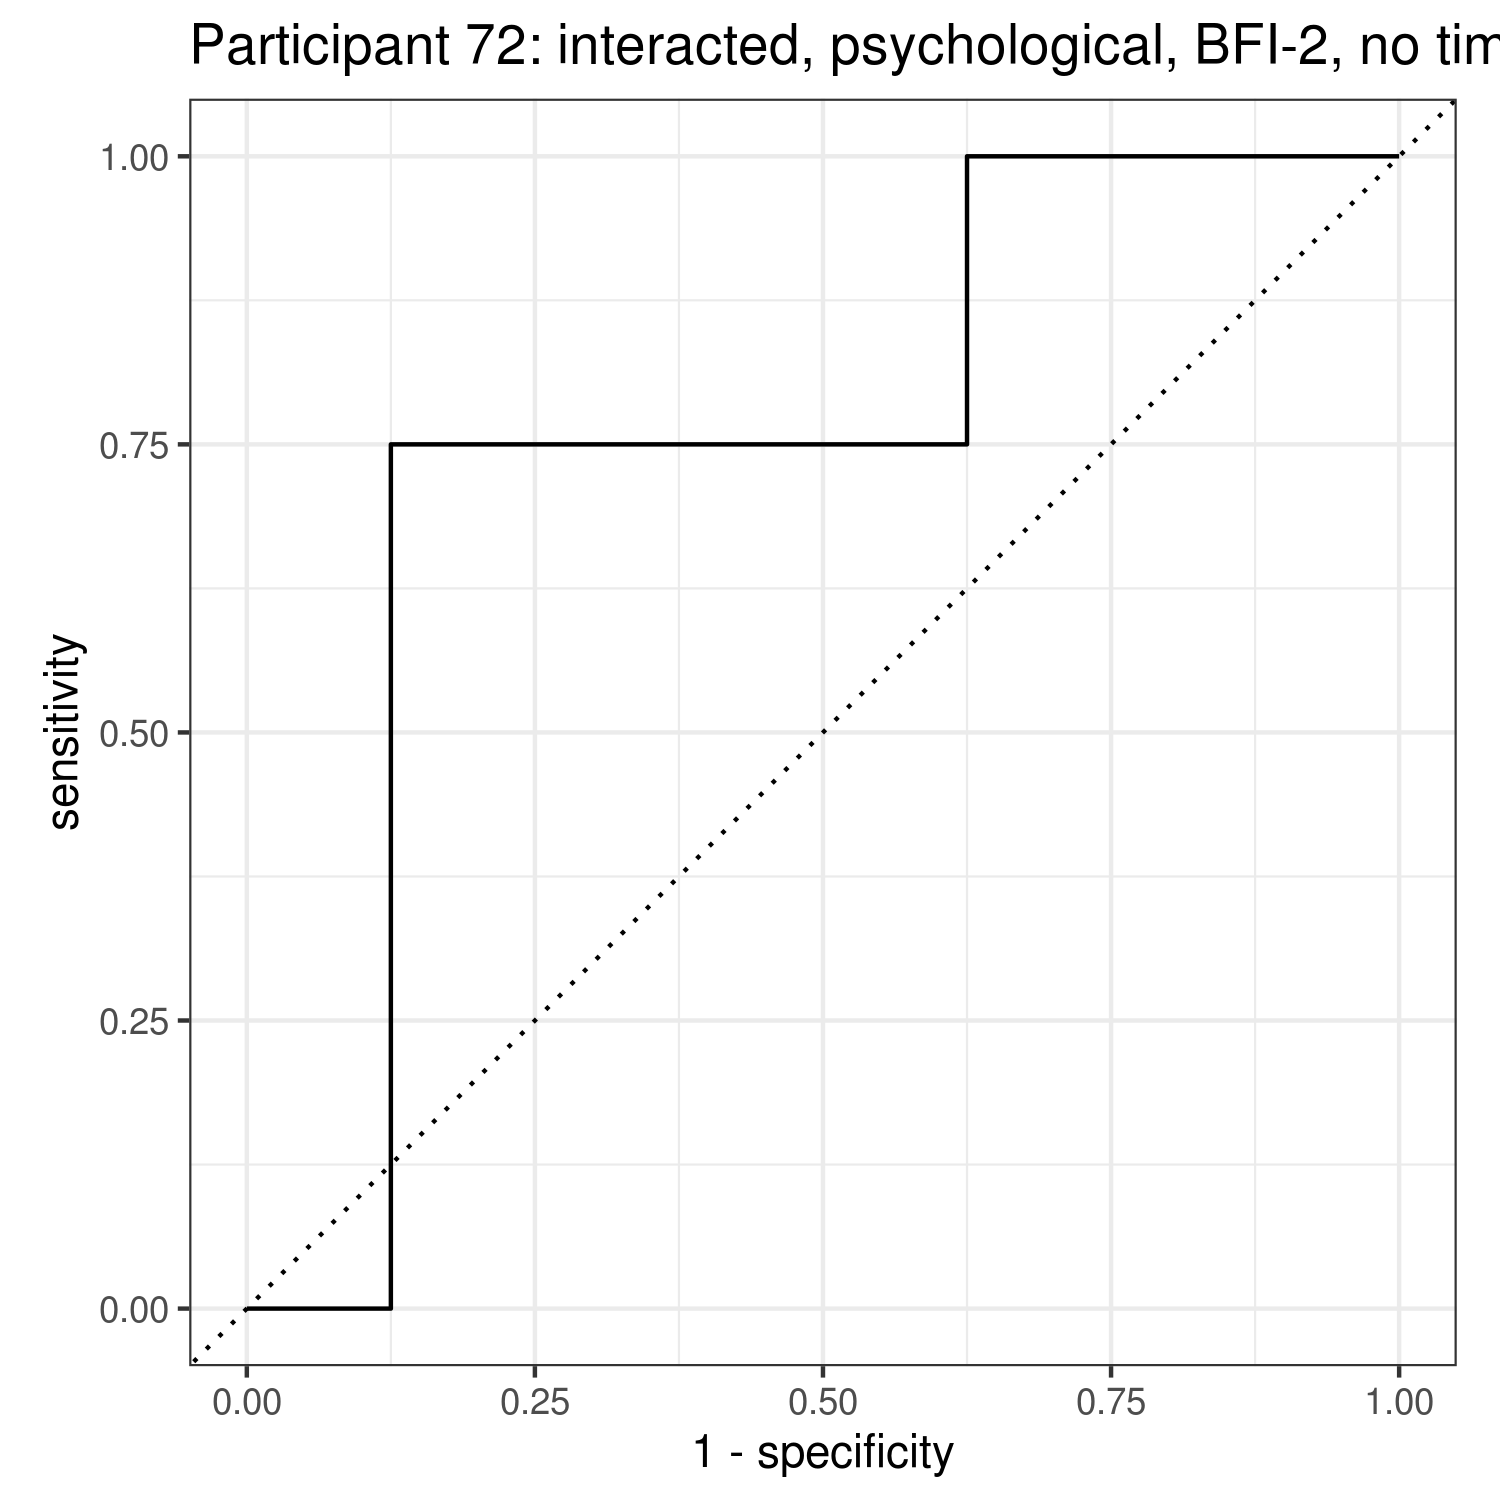 Participant 72: interacted, psychological, BFI-2, no
1.00
0.75
0.50
0.25
0.00
sensitivity
0.00 0.25 0.50 0.75 1.00
1 - specificity